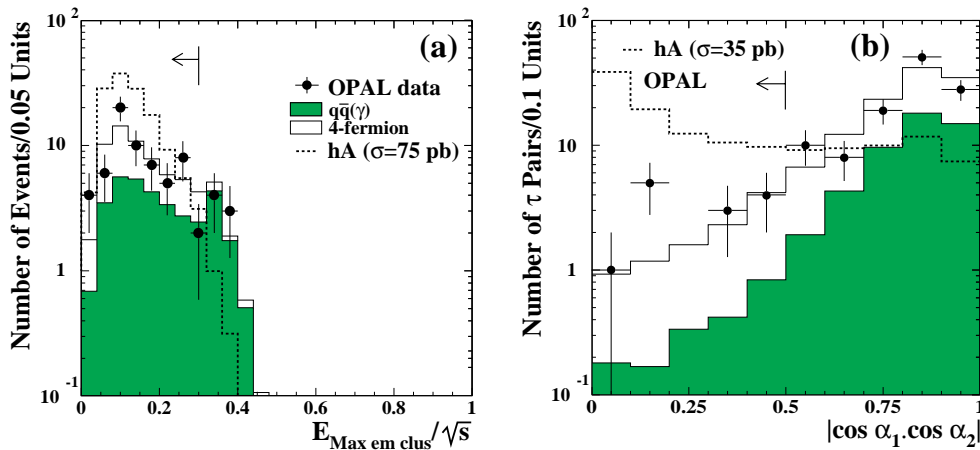 Number of Events/0.05 Units
10²
10
1
10⁻¹
(a)
OPAL data
qq̄(γ)
4-fermion
hA (σ=75 pb)
0 0.2 0.4 0.6 0.8 1
E_Max em clus/√s
Number of τ Pairs/0.1 Units
10²
10
1
10⁻¹
hA (σ=35 pb)
(b)
OPAL
0 0.25 0.5 0.75 1
|cos α₁.cos α₂|